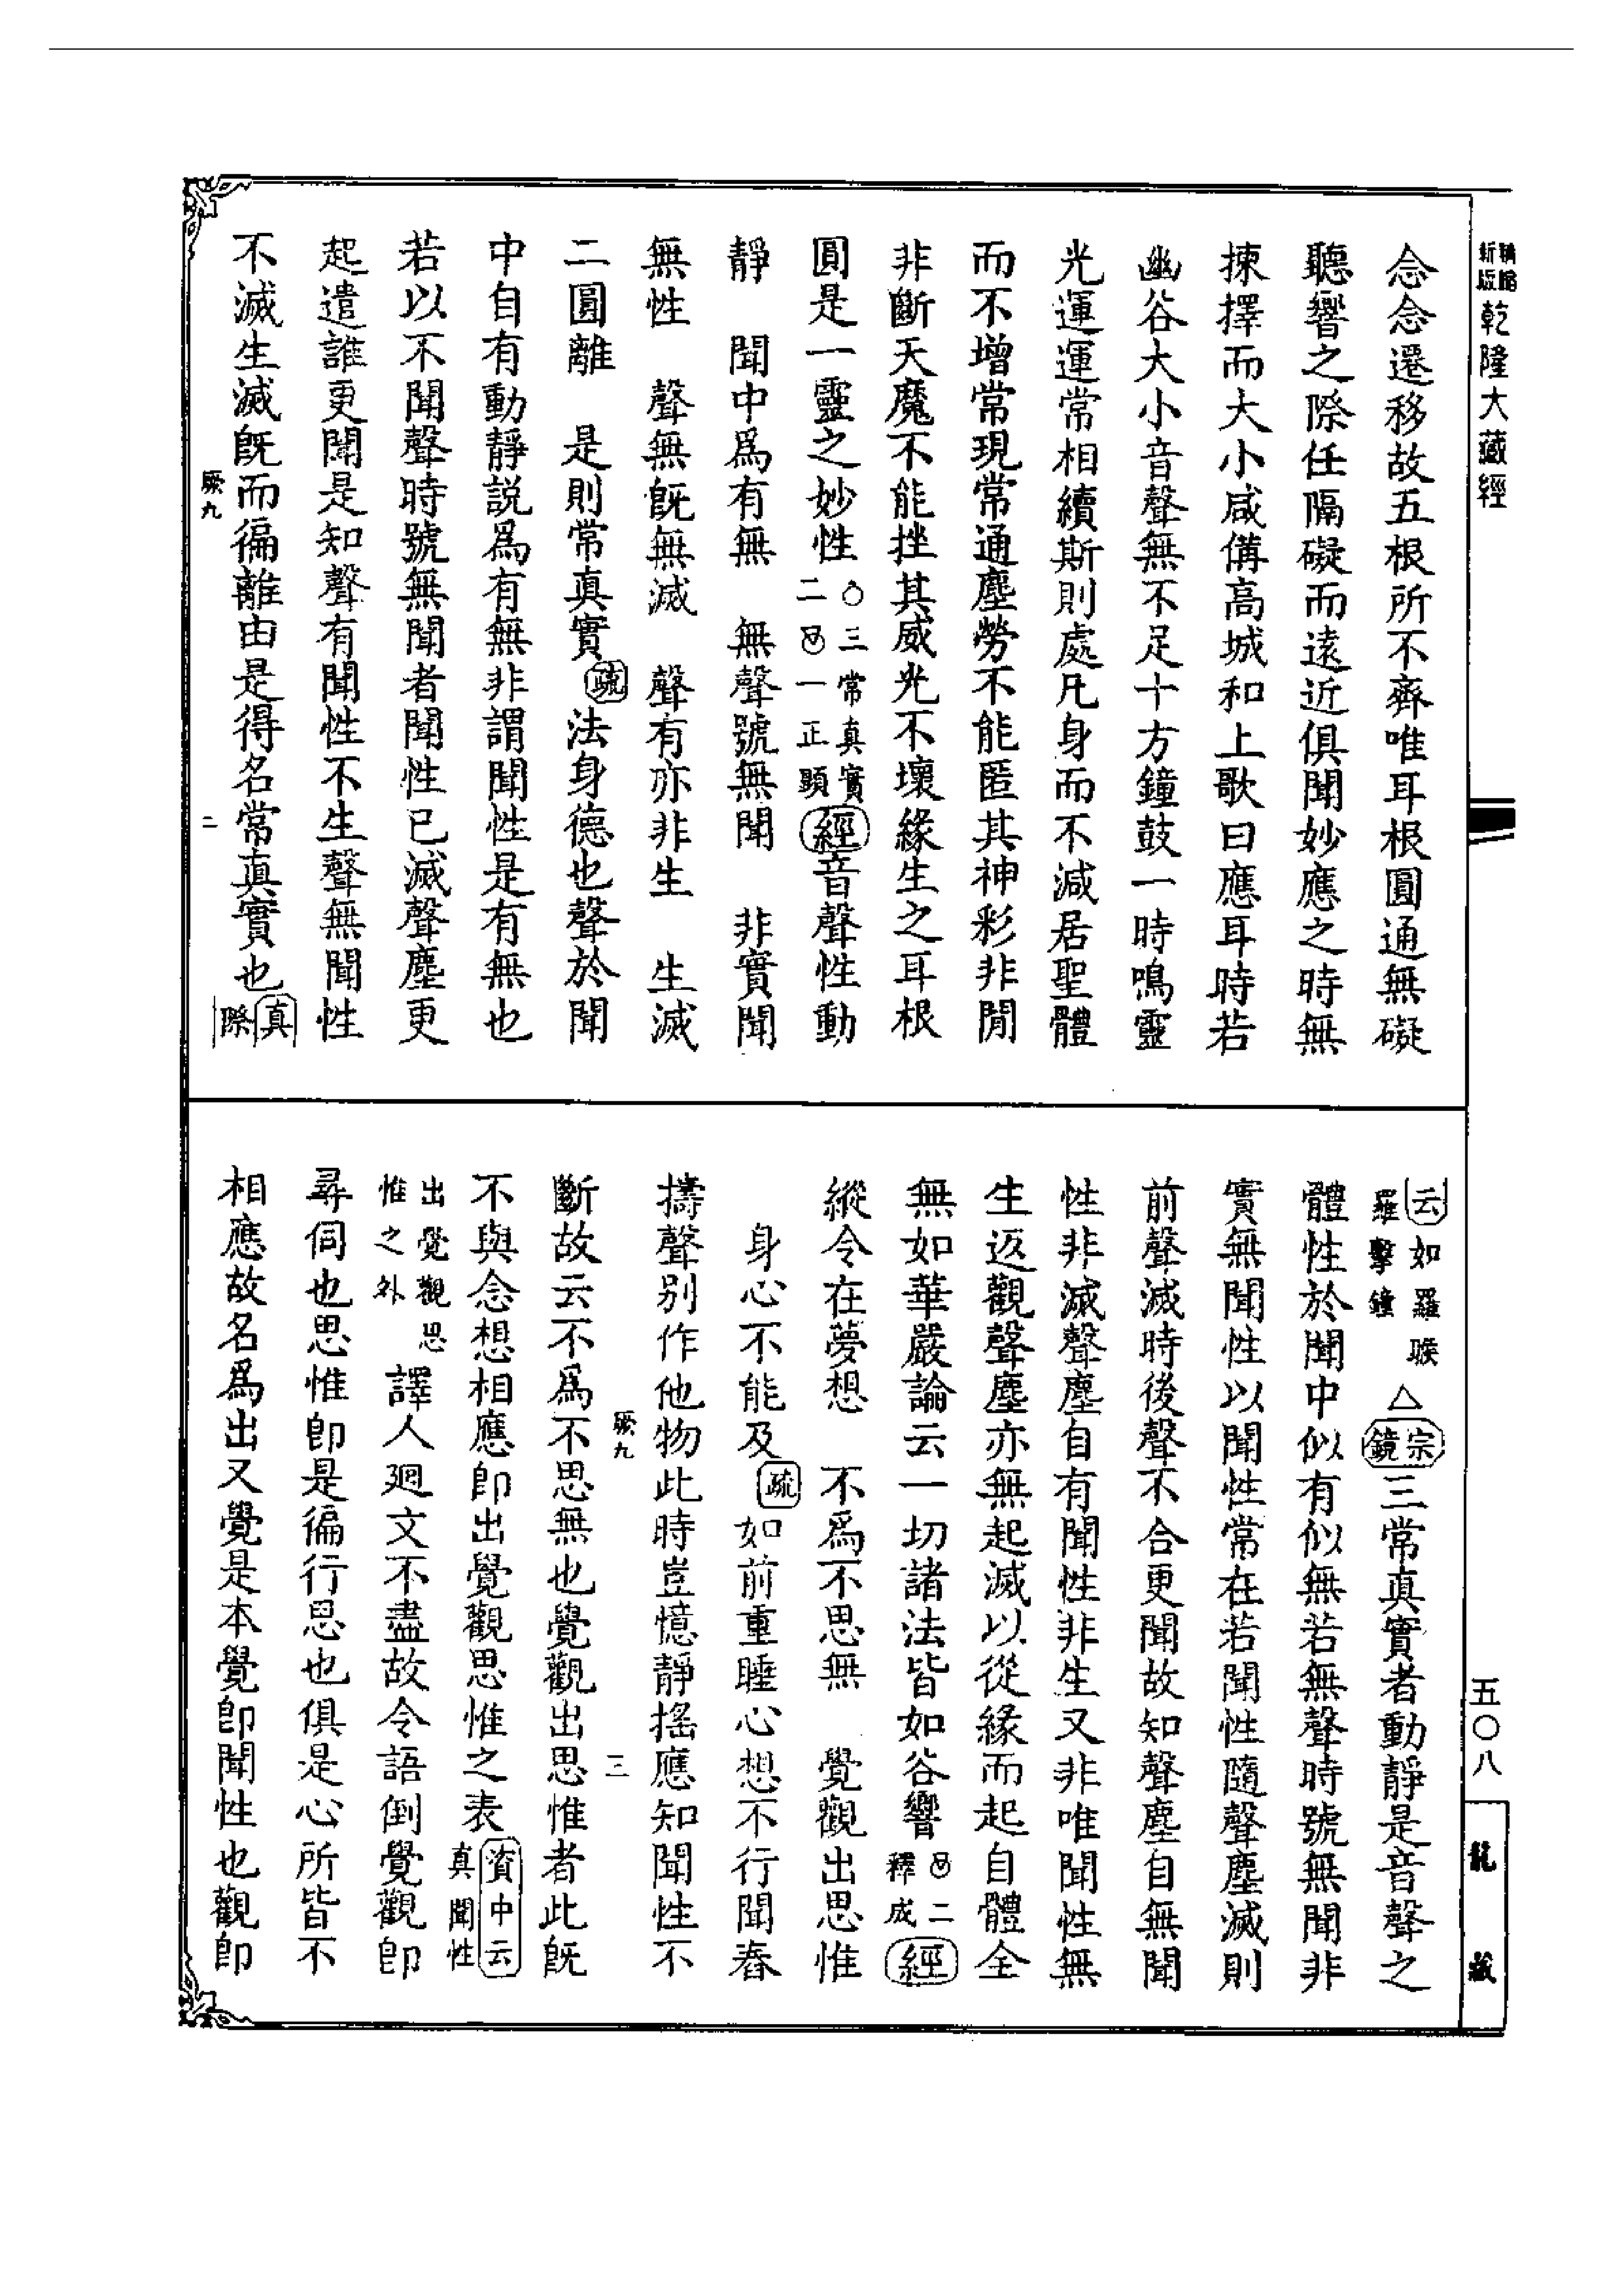 乾隆大藏經
念念遷移故五根所不齊唯耳根圓通無礙
聽響之際任隔礙而遠近俱聞妙應之時無
揀擇而大小咸備高城和上歌曰應耳時若
幽谷大小音聲無不足十方鐘鼓一時鳴靈
光運運常相續斯則處凡身而不減居聖體
而不增常現常通塵勞不能匿其神彩非閒
非斷天魔不能挫其威光不壞緣生之耳根
圓是一靈之妙性
○三常真實
二 一正顯
經音聲性動
靜　聞中爲有無　無聲號無聞　非實聞
無性　聲無既無滅　聲有亦非生　生滅
二圓離　是則常真實疏法身德也聲於聞
中自有動靜說爲有無非謂聞性是有無也
若以不聞聲時號無聞者聞性已滅聲塵更
起遣誰更聞是知聲有聞性不生聲無聞性
不滅生滅既而徧離由是得名常真實也真際
厥九
二
云如羅睺
羅擊鐘
△宗鏡三常真實者動靜是音聲之
體性於聞中似有似無若無聲時號無聞非
實無聞性以聞性常在若聞性隨聲塵滅則
前聲滅時後聲不合更聞故知聲塵自無聞
性非滅聲塵自有聞性非生又非唯聞性無
生返觀聲塵亦無起滅以從緣而起自體全
無如華嚴論云一切諸法皆如谷響
二
釋成
經
縱令在夢想　不爲不思無　覺觀出思惟
身心不能及疏如前重睡心想不行聞舂
擣聲別作他物此時豈憶靜搖應知聞性不
厥九
三
斷故云不爲不思無也覺觀出思惟者此既
不與念想相應卽出覺觀思惟之表
資中云
真聞性
出覺觀思
惟之外
譯人廻文不盡故令語倒覺觀卽
尋伺也思惟卽是徧行思也俱是心所皆不
相應故名爲出又覺是本覺卽聞性也觀卽
五〇八
龍藏